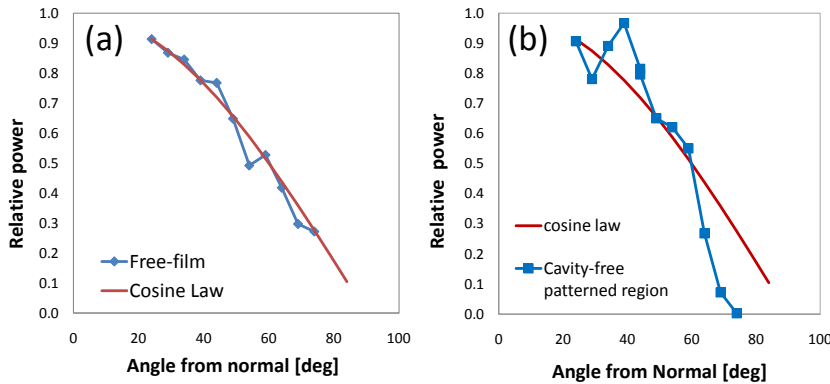 (a)
1.0
0.9
0.8
0.7
0.6
0.5
0.4
0.3
0.2
0.1
0.0
Relative power
Free-film
Cosine Law
0 20 40 60 80 100
Angle from normal [deg]
(b)
1.0
0.9
0.8
0.7
0.6
0.5
0.4
0.3
0.2
0.1
0.0
Relative power
cosine law
Cavity-free
patterned region
0 20 40 60 80 100
Angle from Normal [deg]